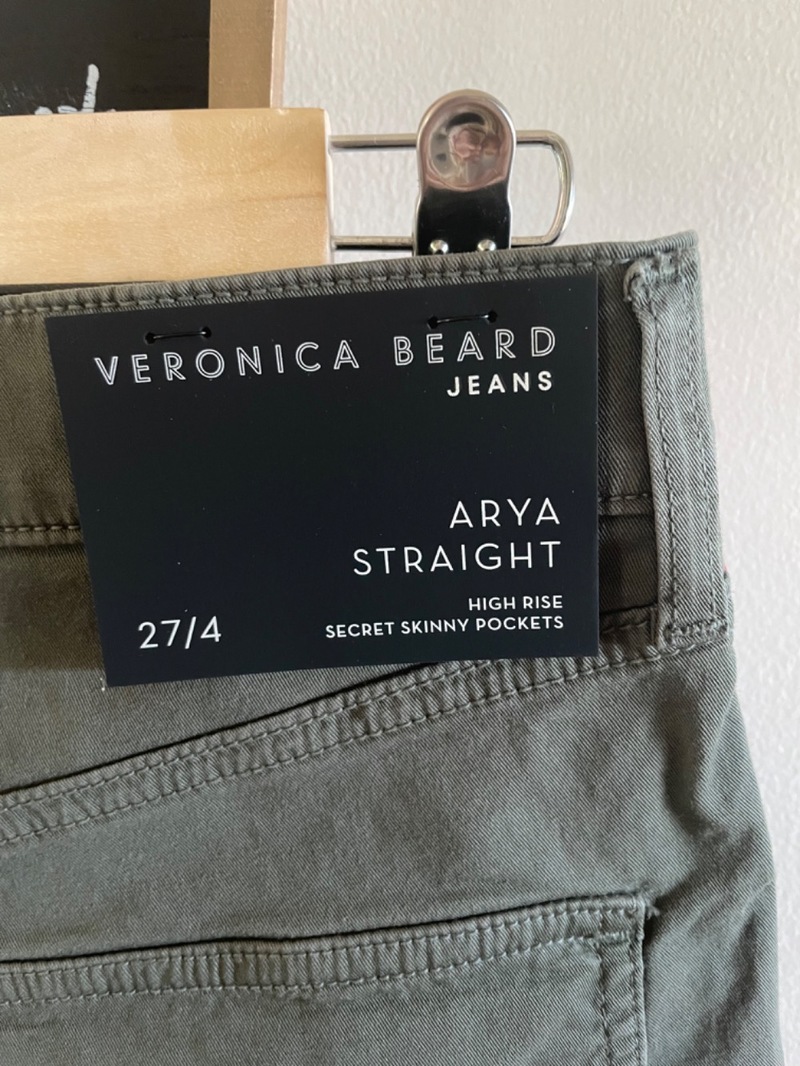 VERONICA BEARD
JEANS
ARYA
STRAIGHT
HIGH RISE
27/4
SECRET SKINNY POCKETS